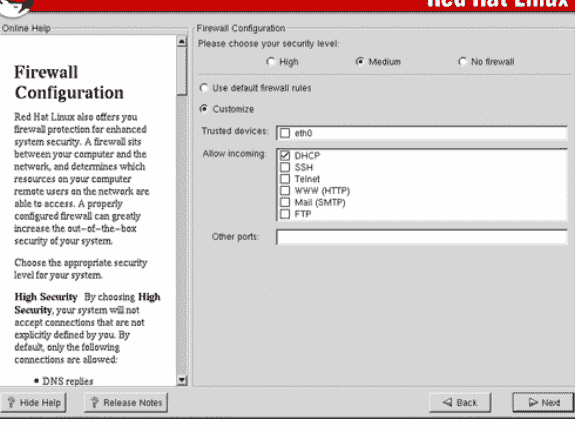 Red Hat Linux
Online Help
Firewall
Configuration
Red Hat Linux also offers you
firewall protection for enhanced
system security. A firewall sits
between your computer and the
network, and determines which
resources on your computer
remote users on the network are
able to access. A properly
configured firewall can greatly
increase the out-of-the-box
security of your system.
Choose the appropriate security
level for your system.
High Security By choosing High
Security, your system will not
accept connections that are not
explicitly defined by you. By
default, only the following
connections are allowed:
• DNS replies
Firewall Configuration
Please choose your security level:
High Medium No firewall
Use default firewall rules
Customize
Trusted devices: eth0
Allow incoming: DHCP
SSH
Telnet
WWW (HTTP)
Mail (SMTP)
FTP
Other ports:
Hide Help Release Notes Back Next